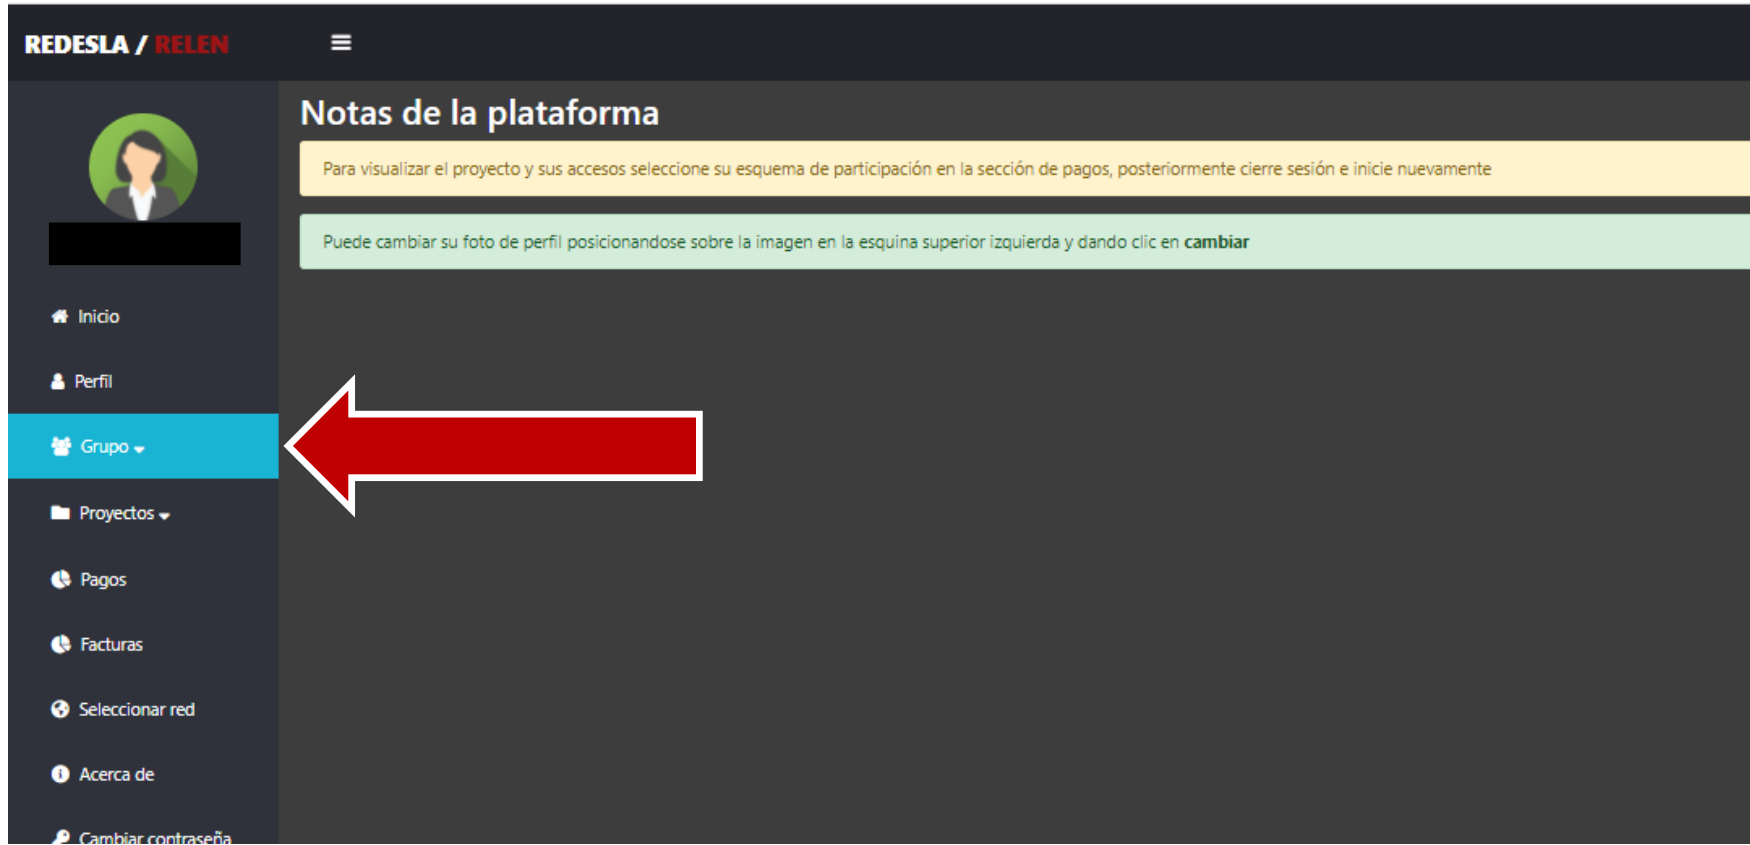 REDESLA / RELEN
Notas de la plataforma
Para visualizar el proyecto y sus accesos seleccione su esquema de participación en la sección de pagos, posteriormente cierre sesión e inicie nuevamente
Puede cambiar su foto de perfil posicionandose sobre la imagen en la esquina superior izquierda y dando clic en cambiar
Inicio
Perfil
Grupo
Proyectos
Pagos
Facturas
Seleccionar red
Acerca de
Cambiar contraseña